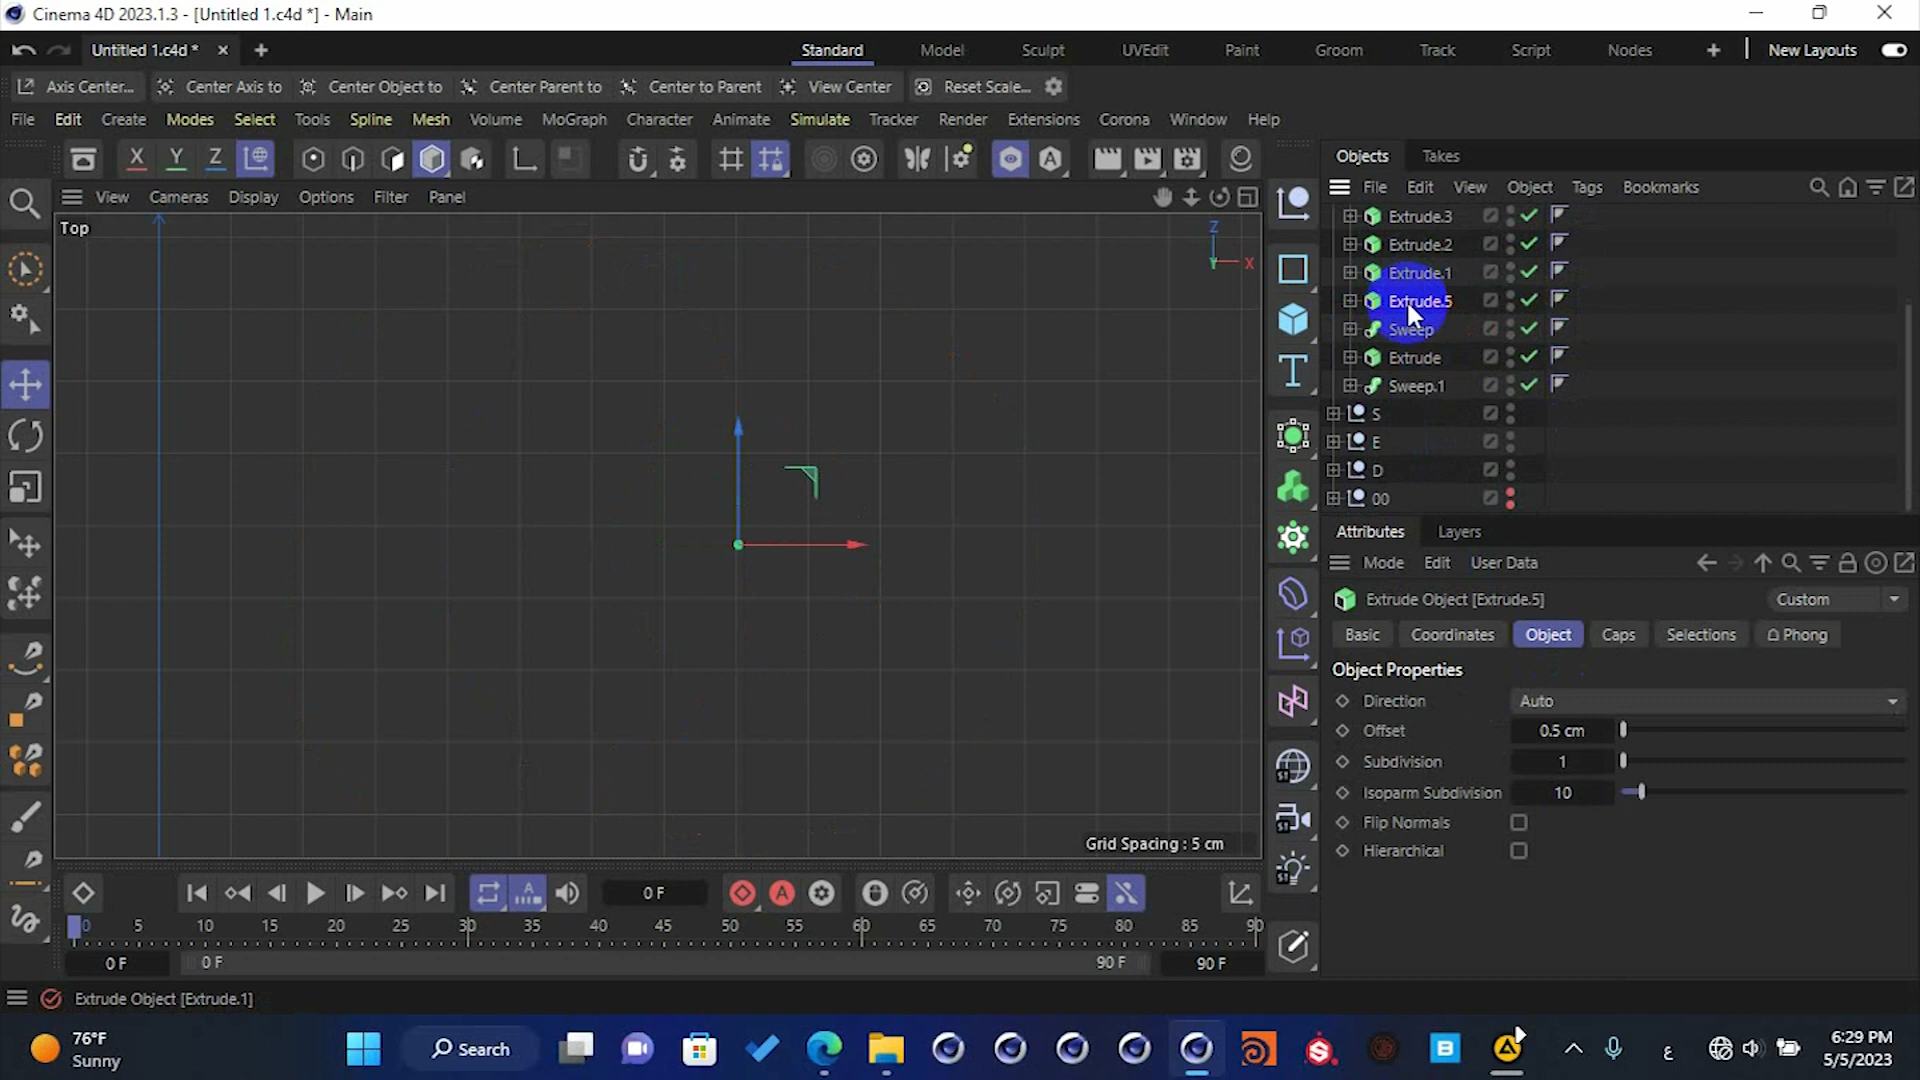 Cinema 4D 2023.1.3 - [Untitled 1.c4d *] - Main
Untitled 1.c4d *
Standard Model Sculpt UVEdit Paint Groom Track Script Nodes New Layouts
Axis Center... Center Axis to Center Object to Center Parent to Center to Parent View Center Reset Scale...
File Edit Create Modes Select Tools Spline Mesh Volume MoGraph Character Animate Simulate Tracker Render Extensions Corona Window Help
X Y Z
Objects Takes
View Cameras Display Options Filter Panel
File Edit View Object Tags Bookmarks
Top
Z
Y X
Extrude.3
Extrude.2
Extrude.1
Extrude.5
Sweep
Extrude
Sweep.1
S
E
D
00
Attributes Layers
Mode Edit User Data
Extrude Object [Extrude.5]
Custom
Basic Coordinates Object Caps Selections Phong
Object Properties
Direction Auto
Offset 0.5 cm
Subdivision 1
Isoparm Subdivision 10
Flip Normals
Hierarchical
Grid Spacing : 5 cm
0 F
0 5 10 15 20 25 30 35 40 45 50 55 60 65 70 75 80 85 90
0 F 0 F 90 F 90 F
Extrude Object [Extrude.1]
76°F
Sunny
Search
ع
6:29 PM
5/5/2023